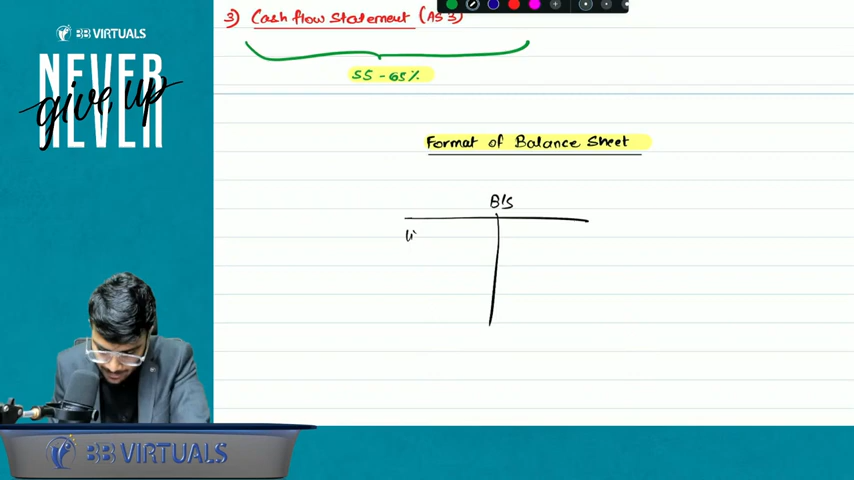 3) Cash flow Statement (AS 3)
BB VIRTUALS
NEVER
give up
NEVER
55 - 65%
Format of Balance Sheet
B/S
Li
BB VIRTUALS